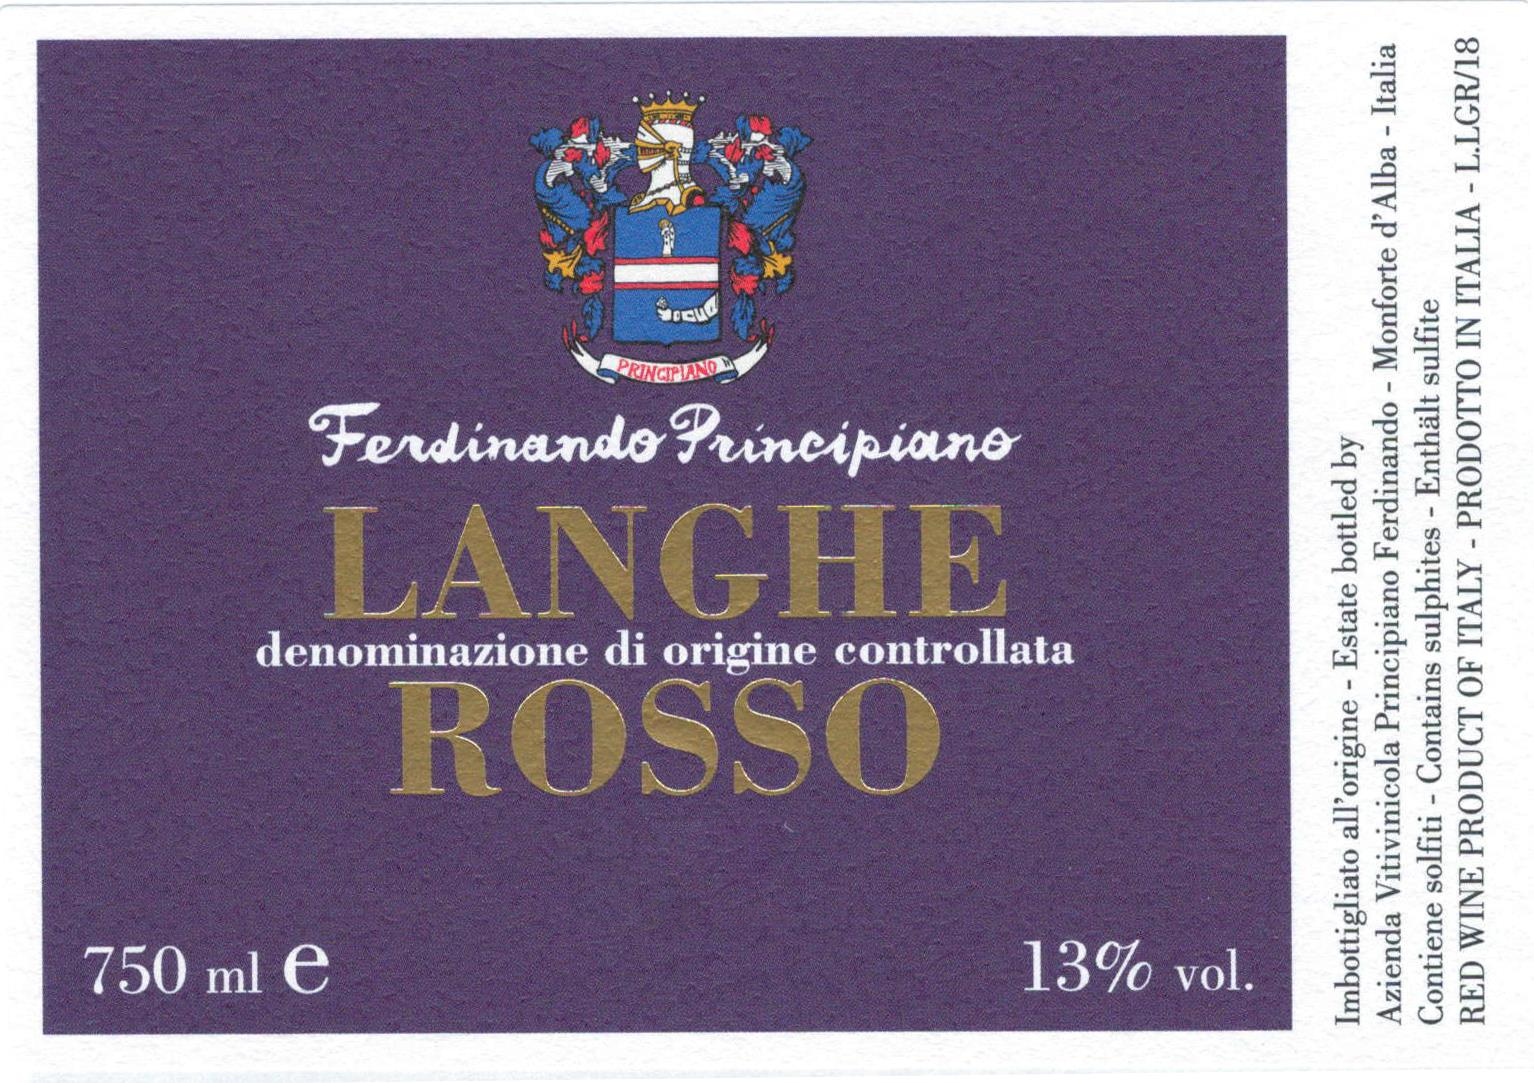 PRINCIPIANO
Ferdinando Principiano
LANGHE
denominazione di origine controllata
ROSSO
750 ml e
13% vol.
Imbottigliato all'origine - Estate bottled by
Azienda Vitivinicola Principiano Ferdinando - Monforte d'Alba - Italia
Contiene solfiti - Contains sulphites - Enthält sulfite
RED WINE PRODUCT OF ITALY - PRODOTTO IN ITALIA - L.LGR/18